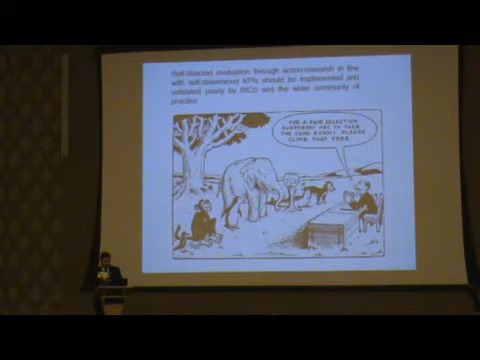 Self-directed evaluation through action-research in line
with self-determined KPIs should be implemented and
validated yearly by IBCS and the wider community of
practice
FOR A FAIR SELECTION
EVERYBODY HAS TO TAKE
THE SAME EXAM: PLEASE
CLIMB THAT TREE